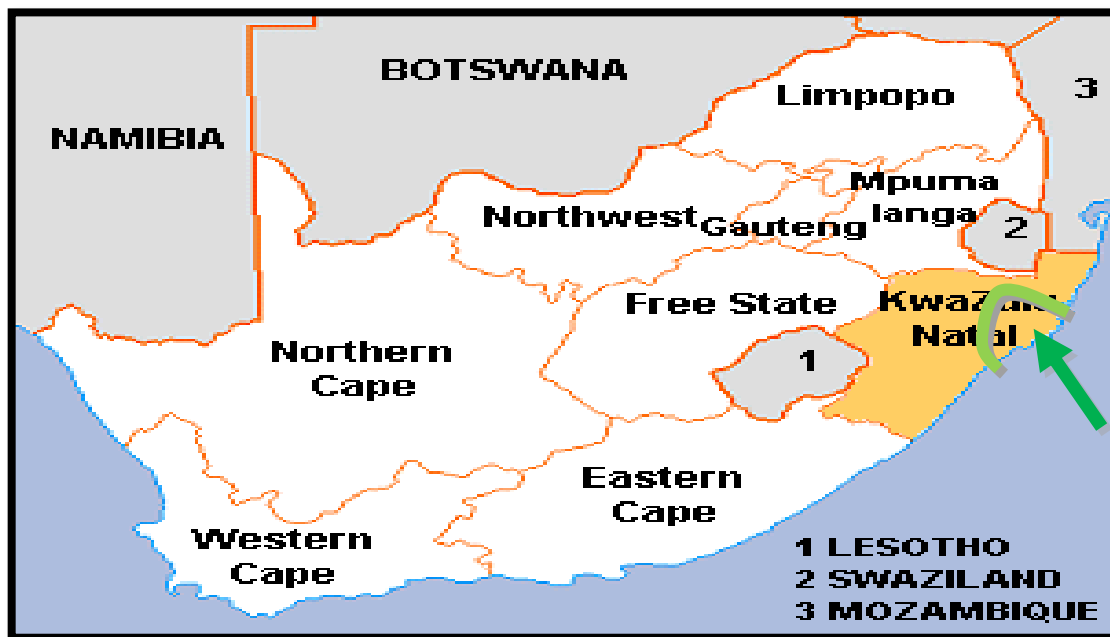 BOTSWANA
Limpopo
3
NAMIBIA
Mpuma
langa
Northwest
Gauteng
2
Free State
KwaZulu
Natal
1
Northern
Cape
Eastern
Cape
Western
Cape
1 LESOTHO
2 SWAZILAND
3 MOZAMBIQUE